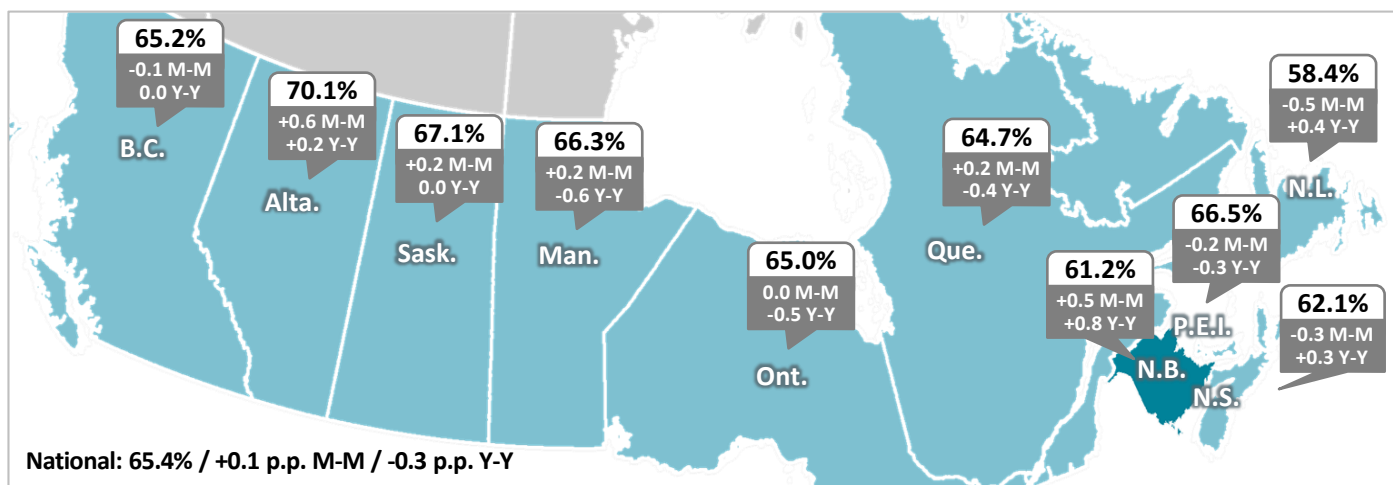 65.2%
-0.1 M-M
0.0 Y-Y
B.C.
70.1%
+0.6 M-M
+0.2 Y-Y
Alta.
67.1%
+0.2 M-M
0.0 Y-Y
Sask.
66.3%
+0.2 M-M
-0.6 Y-Y
Man.
65.0%
0.0 M-M
-0.5 Y-Y
Ont.
64.7%
+0.2 M-M
-0.4 Y-Y
Que.
58.4%
-0.5 M-M
+0.4 Y-Y
N.L.
66.5%
-0.2 M-M
-0.3 Y-Y
P.E.I.
61.2%
+0.5 M-M
+0.8 Y-Y
N.B.
62.1%
-0.3 M-M
+0.3 Y-Y
N.S.
National: 65.4% / +0.1 p.p. M-M / -0.3 p.p. Y-Y